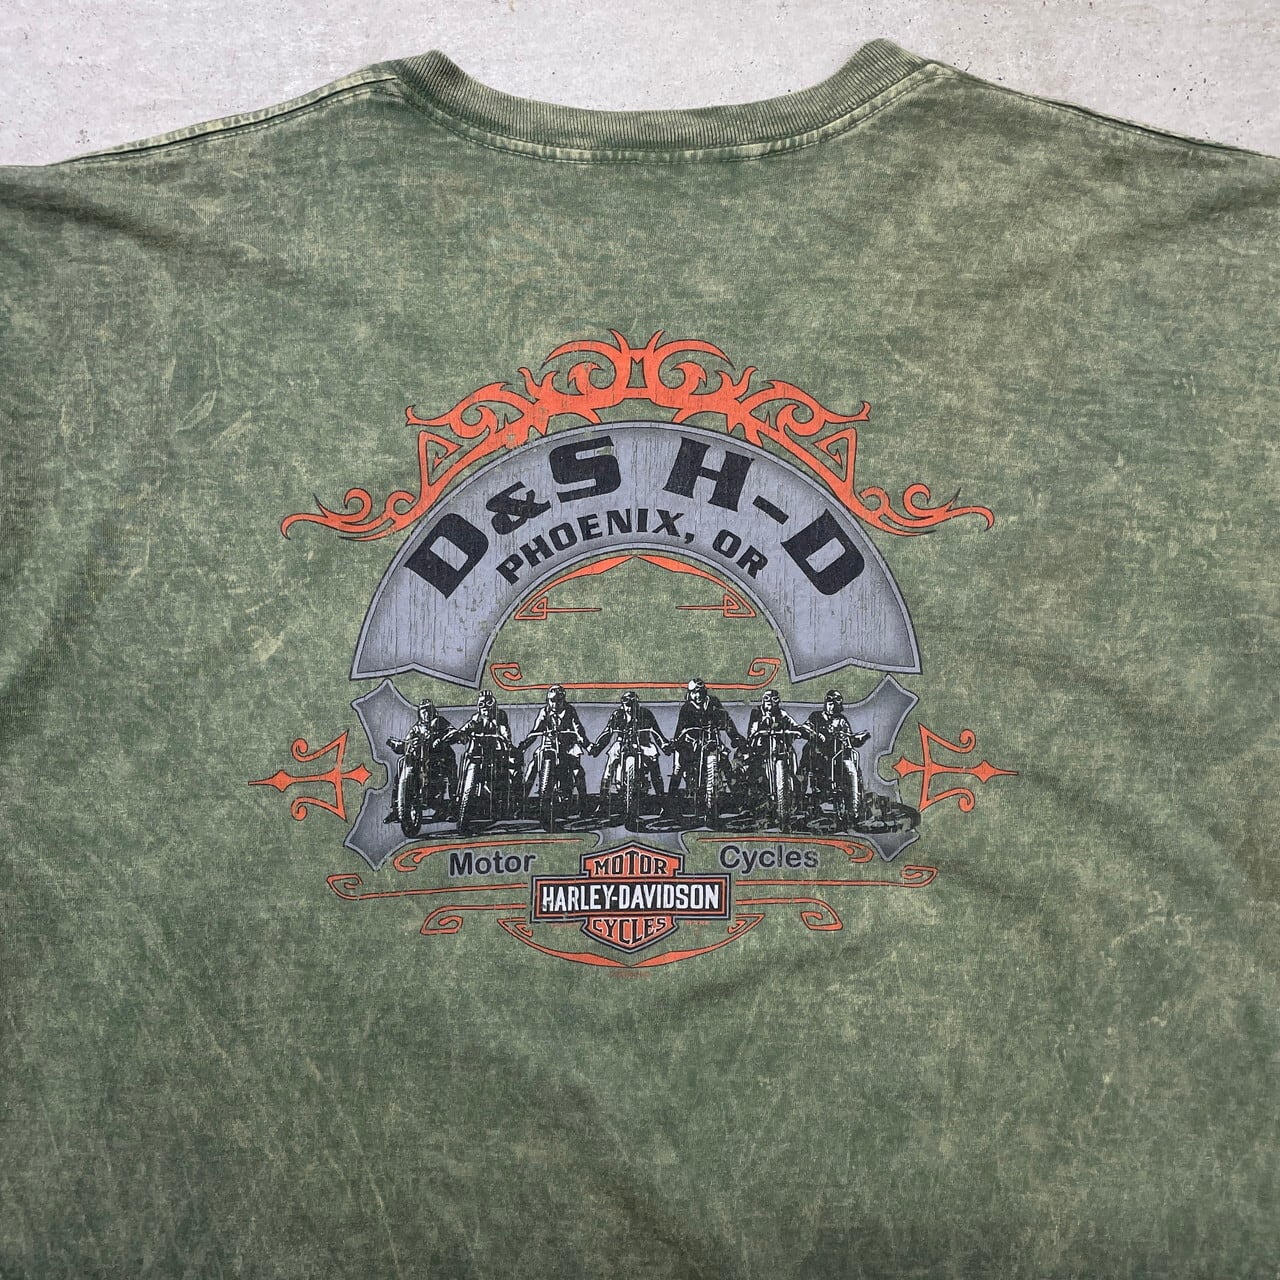 D&S H-D
PHOENIX, OR
Motor Cycles
MOTOR
HARLEY-DAVIDSON
CYCLES